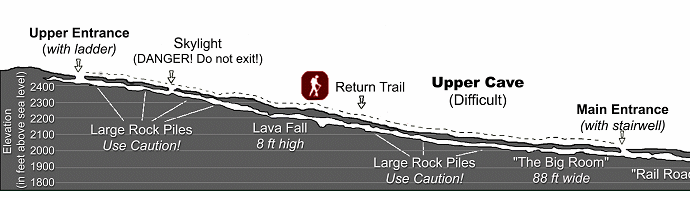 Upper Entrance
(with ladder)
Skylight
(DANGER! Do not exit!)
Return Trail
Upper Cave
(Difficult)
Main Entrance
(with stairwell)
Elevation
(in feet above sea level)
2400
2300
2200
2100
2000
1900
1800
Large Rock Piles
Use Caution!
Lava Fall
8 ft high
Large Rock Piles
Use Caution!
"The Big Room"
88 ft wide
"Rail Road